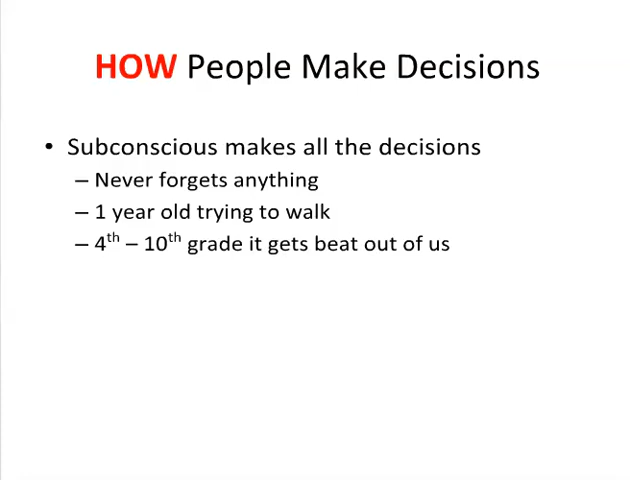 HOW People Make Decisions
• Subconscious makes all the decisions
– Never forgets anything
– 1 year old trying to walk
– 4th – 10th grade it gets beat out of us